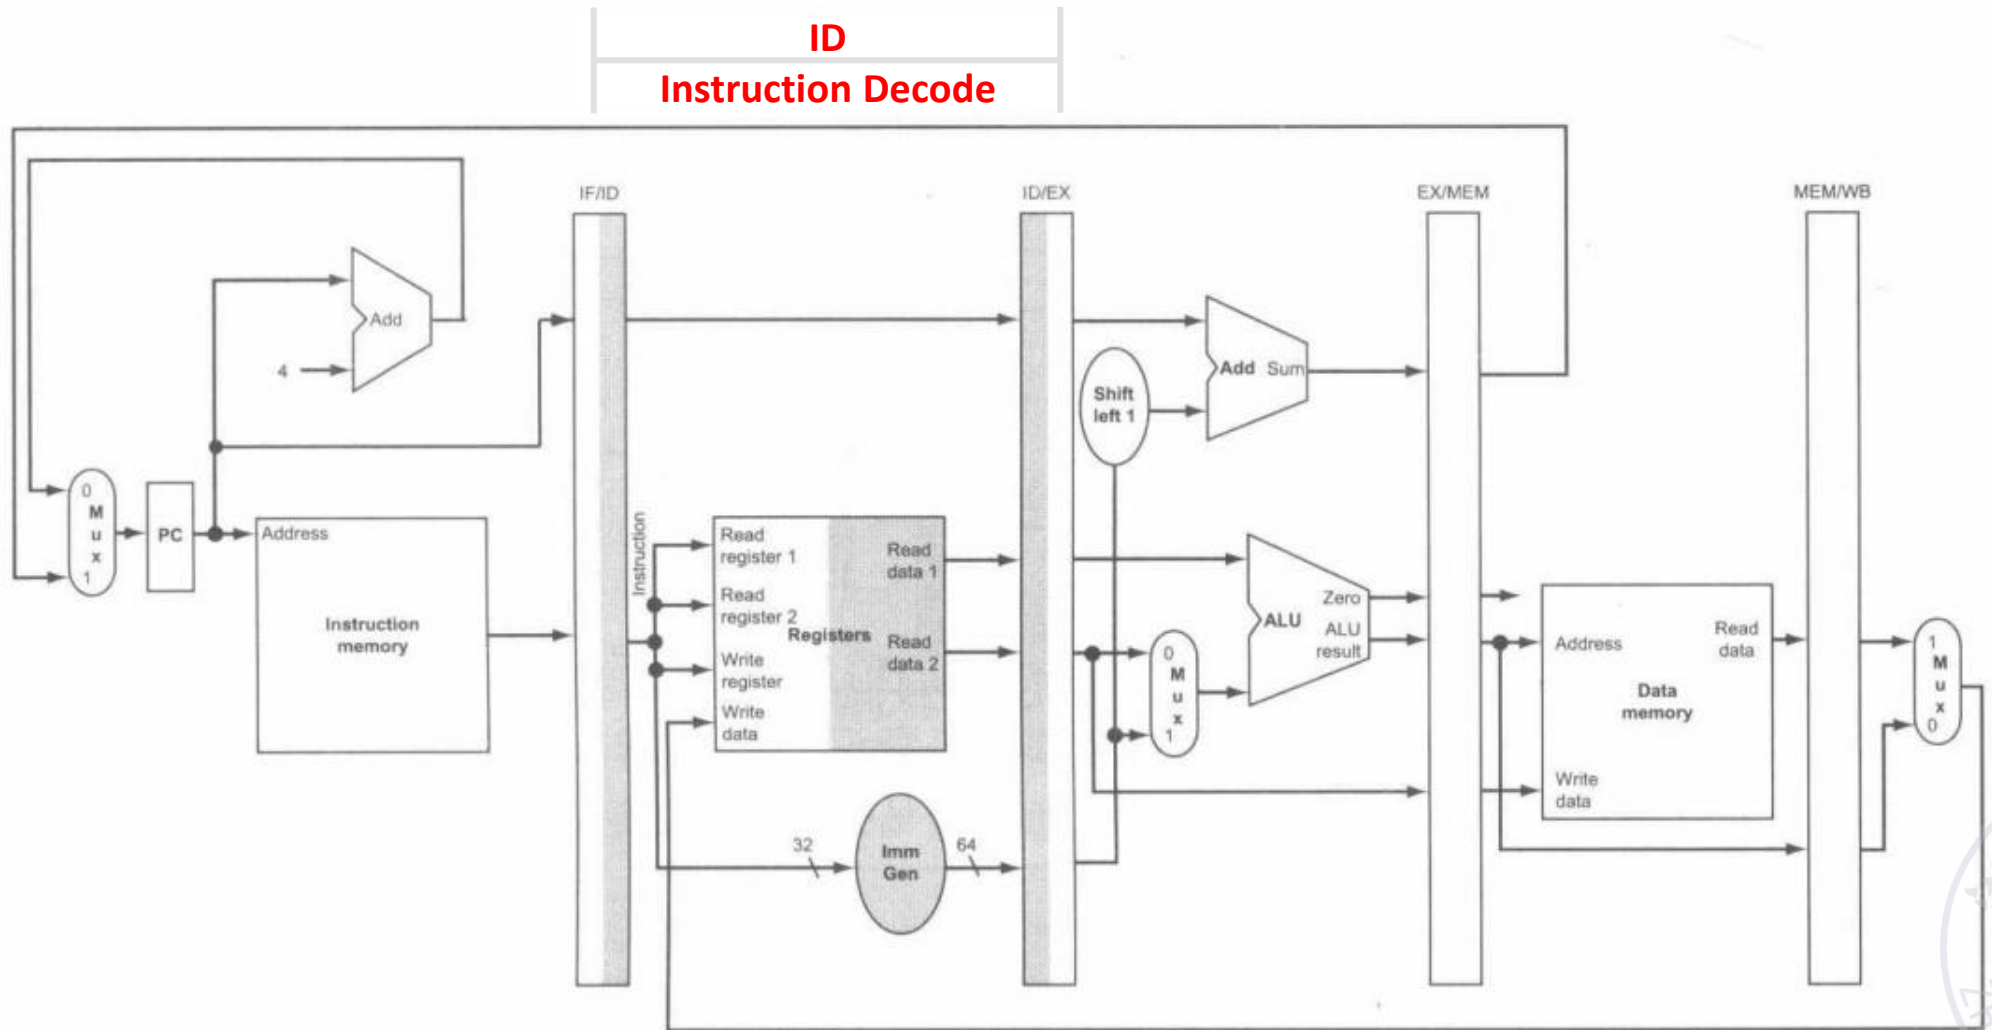 ID
Instruction Decode
IF/ID
ID/EX
EX/MEM
MEM/WB
Add
4
Add Sum
Shift
left 1
0
M
u
x
1
PC
Address
Instruction
memory
Instruction
Read
register 1
Read
register 2
Registers
Write
register
Write
data
Read
data 1
Read
data 2
0
M
u
x
1
Zero
ALU
ALU
result
Address
Read
data
Data
memory
Write
data
1
M
u
x
0
32
Imm
Gen
64